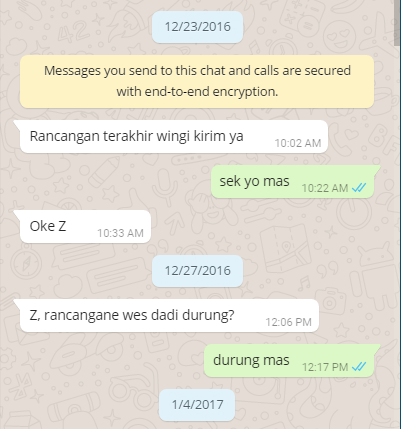 12/23/2016
Messages you send to this chat and calls are secured
with end-to-end encryption.
Rancangan terakhir wingi kirim ya
10:02 AM
sek yo mas
10:22 AM
Oke Z
10:33 AM
12/27/2016
Z, rancangane wes dadi durung?
12:06 PM
durung mas
12:17 PM
1/4/2017